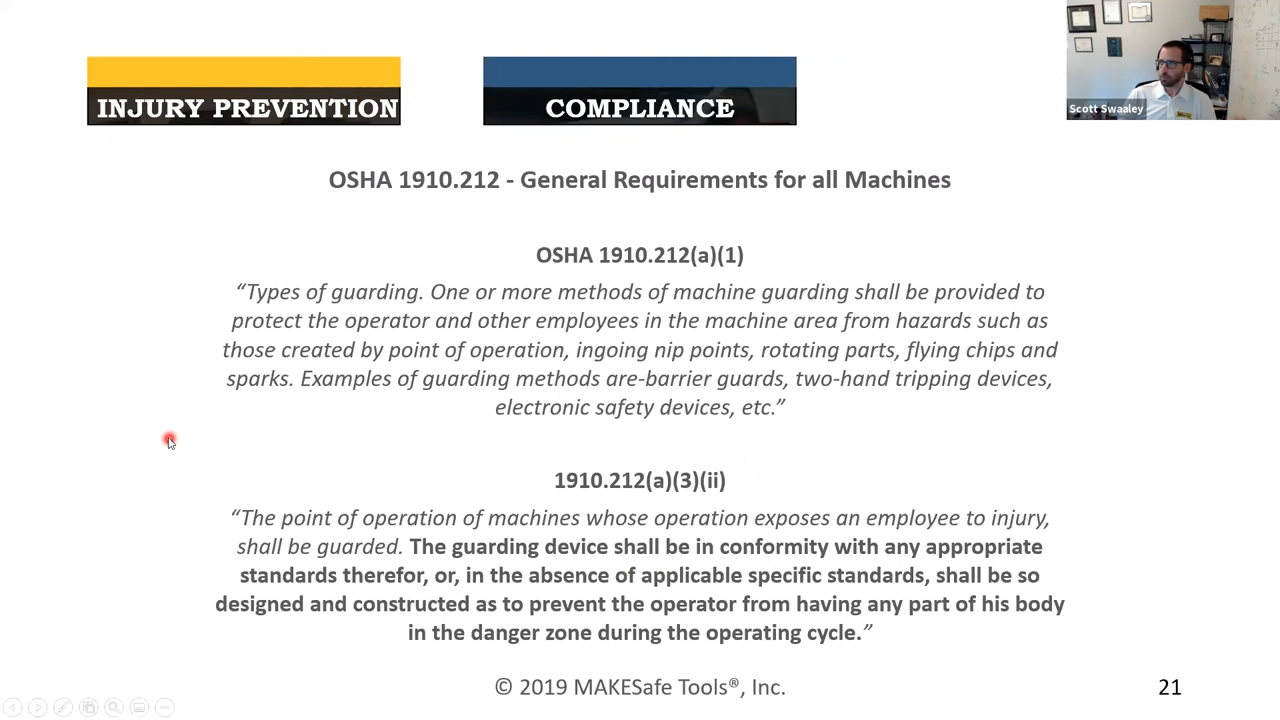 INJURY PREVENTION
COMPLIANCE
Scott Swaaley
OSHA 1910.212 - General Requirements for all Machines
OSHA 1910.212(a)(1)
“Types of guarding. One or more methods of machine guarding shall be provided to
protect the operator and other employees in the machine area from hazards such as
those created by point of operation, ingoing nip points, rotating parts, flying chips and
sparks. Examples of guarding methods are-barrier guards, two-hand tripping devices,
electronic safety devices, etc.”
1910.212(a)(3)(ii)
“The point of operation of machines whose operation exposes an employee to injury,
shall be guarded. The guarding device shall be in conformity with any appropriate
standards therefor, or, in the absence of applicable specific standards, shall be so
designed and constructed as to prevent the operator from having any part of his body
in the danger zone during the operating cycle.”
© 2019 MAKESafe Tools®, Inc.
21